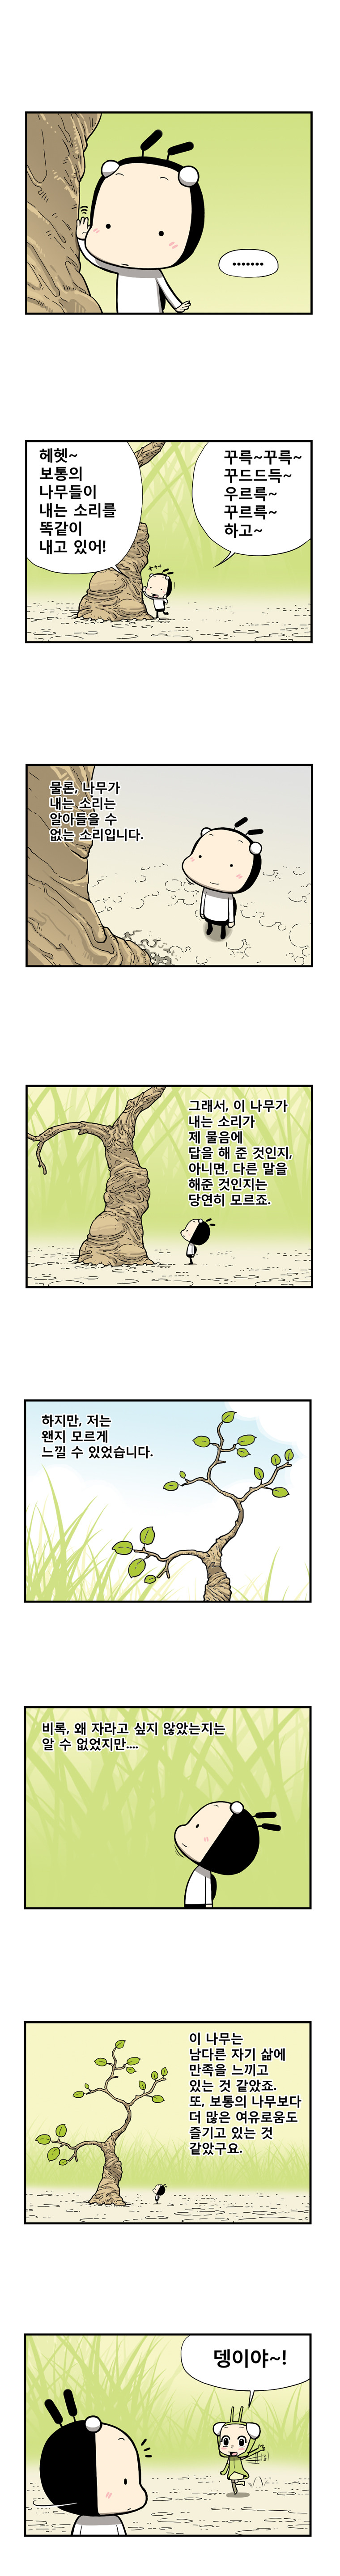 .......
헤헷~
보통의
나무들이
내는 소리를
똑같이
내고 있어!
꾸륵~꾸륵~
꾸드드득~
우르륵~
꾸르륵~
하고~
물론, 나무가
내는 소리는
알아들을 수
없는 소리입니다.
그래서, 이 나무가
내는 소리가
제 물음에
답을 해 준 것인지,
아니면, 다른 말을
해준 것인지는
당연히 모르죠.
하지만, 저는
왠지 모르게
느낄 수 있었습니다.
비록, 왜 자라고 싶지 않았는지는
알 수 없었지만....
이 나무는
남다른 자기 삶에
만족을 느끼고
있는 것 같았죠.
또, 보통의 나무보다
더 많은 여유로움도
즐기고 있는 것
같았구요.
뎅이야~!